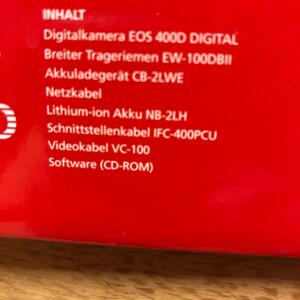 INHALT
Digitalkamera EOS 400D DIGITAL
Breiter Trageriemen EW-100DBII
Akkuladegerät CB-2LWE
Netzkabel
Lithium-ion Akku NB-2LH
Schnittstellenkabel IFC-400PCU
Videokabel VC-100
Software (CD-ROM)